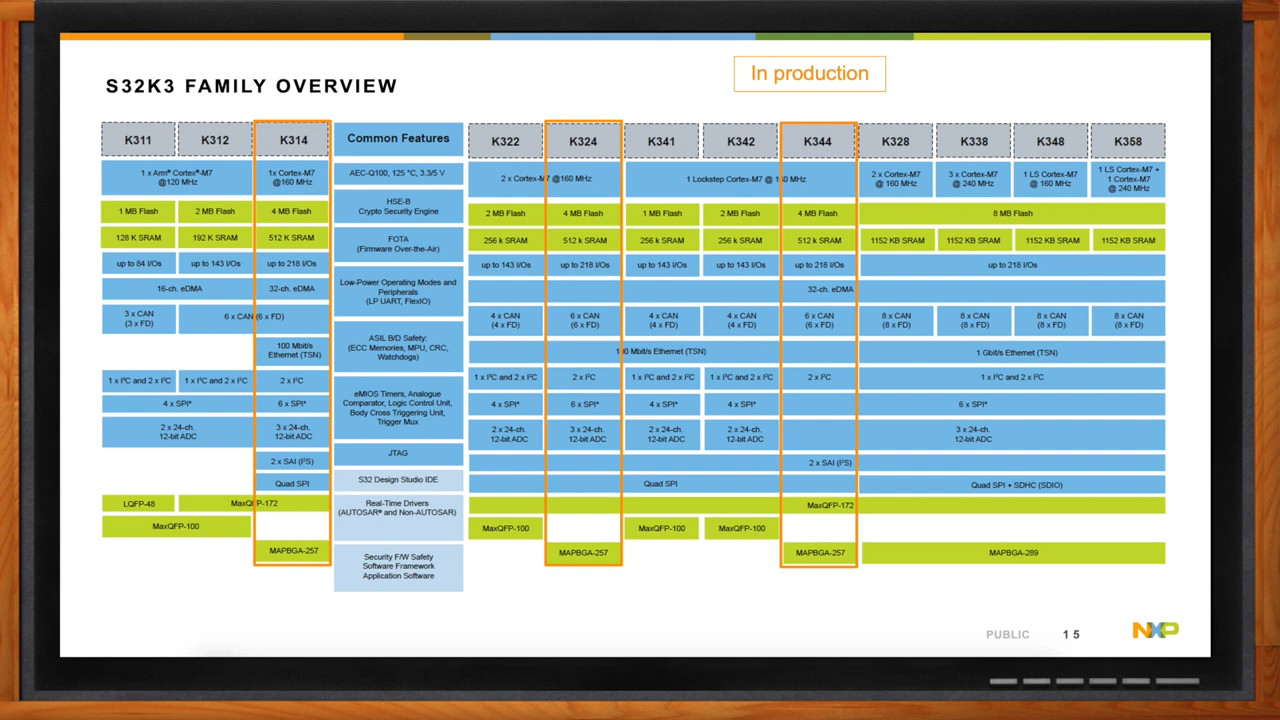 In production
S32K3 FAMILY OVERVIEW
K311
K312
K314
Common Features
K322
K324
K341
K342
K344
K328
K338
K348
K358
1 x Arm® Cortex®-M7
@120 MHz
1x Cortex-M7
@160 MHz
AEC-Q100, 125 °C, 3.3/5 V
2 x Cortex-M7 @160 MHz
1 Lockstep Cortex-M7 @ 160 MHz
2 x Cortex-M7
@ 160 MHz
3 x Cortex-M7
@ 240 MHz
1 LS Cortex-M7
@ 160 MHz
1 LS Cortex-M7 +
1 Cortex-M7
@ 240 MHz
1 MB Flash
2 MB Flash
4 MB Flash
HSE-B
Crypto Security Engine
2 MB Flash
4 MB Flash
1 MB Flash
2 MB Flash
4 MB Flash
8 MB Flash
128 K SRAM
192 K SRAM
512 K SRAM
FOTA
(Firmware Over-the-Air)
256 k SRAM
512 k SRAM
256 k SRAM
256 k SRAM
512 k SRAM
1152 KB SRAM
1152 KB SRAM
1152 KB SRAM
1152 KB SRAM
up to 84 I/Os
up to 143 I/Os
up to 218 I/Os
up to 143 I/Os
up to 218 I/Os
up to 143 I/Os
up to 143 I/Os
up to 218 I/Os
up to 218 I/Os
16-ch. eDMA
32-ch. eDMA
Low-Power Operating Modes and
Peripherals
(LP UART, FlexIO)
32-ch. eDMA
3 x CAN
(3 x FD)
6 x CAN (6 x FD)
4 x CAN
(4 x FD)
6 x CAN
(6 x FD)
4 x CAN
(4 x FD)
4 x CAN
(4 x FD)
6 x CAN
(6 x FD)
8 x CAN
(8 x FD)
8 x CAN
(8 x FD)
8 x CAN
(8 x FD)
8 x CAN
(8 x FD)
100 Mbit/s
Ethernet (TSN)
ASIL B/D Safety:
(ECC Memories, MPU, CRC,
Watchdogs)
100 Mbit/s Ethernet (TSN)
1 Gbit/s Ethernet (TSN)
1 x I³C and 2 x I²C
1 x I³C and 2 x I²C
2 x I²C
1 x I³C and 2 x I²C
2 x I²C
1 x I³C and 2 x I²C
1 x I³C and 2 x I²C
2 x I²C
1 x I³C and 2 x I²C
4 x SPI*
6 x SPI*
eMIOS Timers, Analogue
Comparator, Logic Control Unit,
Body Cross Triggering Unit,
Trigger Mux
4 x SPI*
6 x SPI*
4 x SPI*
4 x SPI*
6 x SPI*
2 x 24-ch.
12-bit ADC
3 x 24-ch.
12-bit ADC
2 x 24-ch.
12-bit ADC
3 x 24-ch.
12-bit ADC
2 x 24-ch.
12-bit ADC
2 x 24-ch.
12-bit ADC
3 x 24-ch.
12-bit ADC
2 x SAI (I²S)
JTAG
2 x SAI (I²S)
Quad SPI
S32 Design Studio IDE
Quad SPI
Quad SPI + SDHC (SDIO)
LQFP-48
MaxQFP-172
Real-Time Drivers
(AUTOSAR® and Non-AUTOSAR)
MaxQFP-172
MaxQFP-100
MaxQFP-100
MaxQFP-100
MaxQFP-100
MAPBGA-257
Security F/W Safety
Software Framework
Application Software
MAPBGA-257
MAPBGA-257
MAPBGA-289
PUBLIC
15
NXP